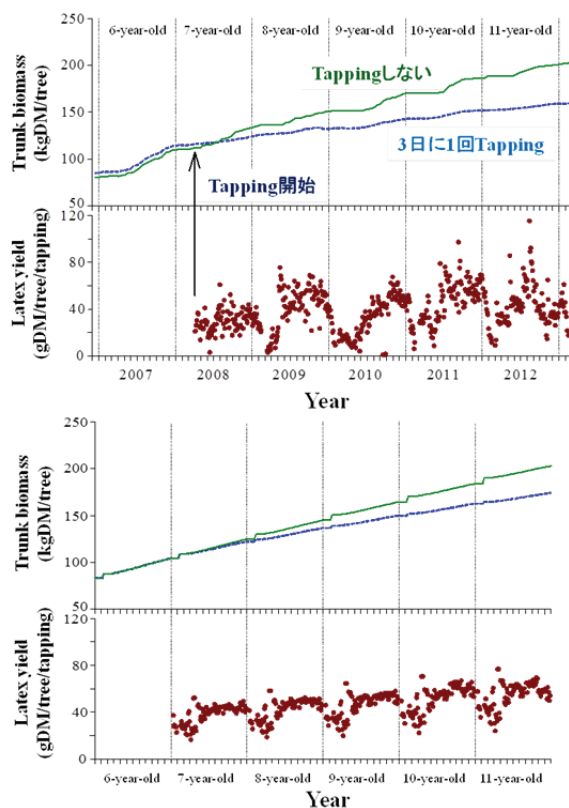 6-year-old 7-year-old 8-year-old 9-year-old 10-year-old 11-year-old
250
200
150
100
50
Trunk biomass
(kgDM/tree)
Tappingしない
3日に1回Tapping
Tapping開始
120
80
40
0
Latex yield
(gDM/tree/tapping)
2007 2008 2009 2010 2011 2012
Year
250
200
150
100
50
Trunk biomass
(kgDM/tree)
120
80
40
0
Latex yield
(gDM/tree/tapping)
6-year-old 7-year-old 8-year-old 9-year-old 10-year-old 11-year-old
Year